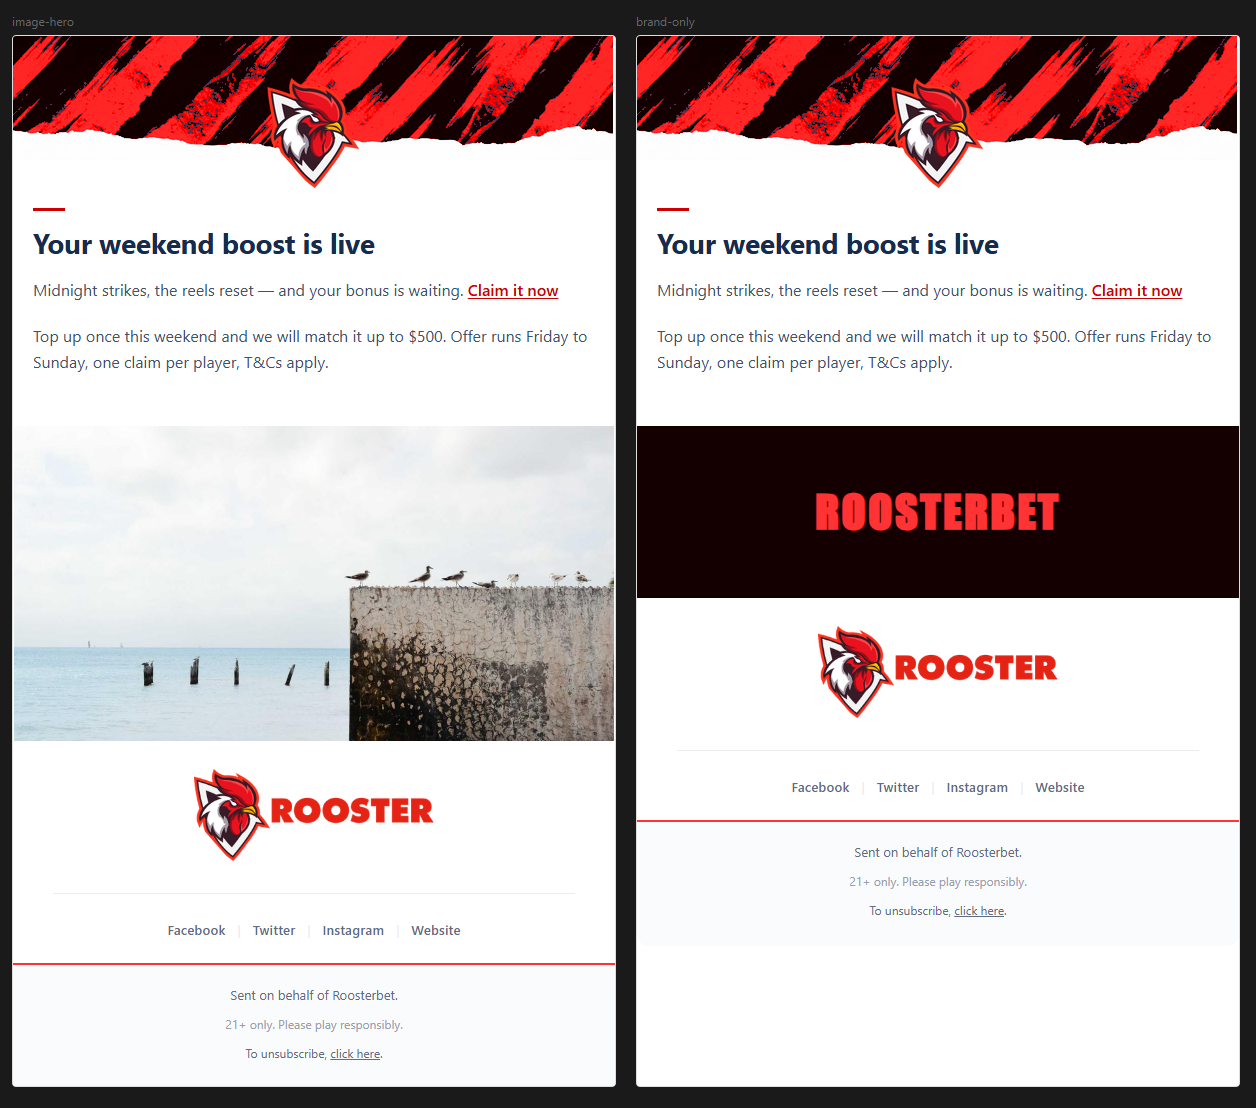 image-hero
Your weekend boost is live
Midnight strikes, the reels reset — and your bonus is waiting. Claim it now
Top up once this weekend and we will match it up to $500. Offer runs Friday to
Sunday, one claim per player, T&Cs apply.
ROOSTER
Facebook | Twitter | Instagram | Website
Sent on behalf of Roosterbet.
21+ only. Please play responsibly.
To unsubscribe, click here.
brand-only
Your weekend boost is live
Midnight strikes, the reels reset — and your bonus is waiting. Claim it now
Top up once this weekend and we will match it up to $500. Offer runs Friday to
Sunday, one claim per player, T&Cs apply.
ROOSTERBET
ROOSTER
Facebook | Twitter | Instagram | Website
Sent on behalf of Roosterbet.
21+ only. Please play responsibly.
To unsubscribe, click here.